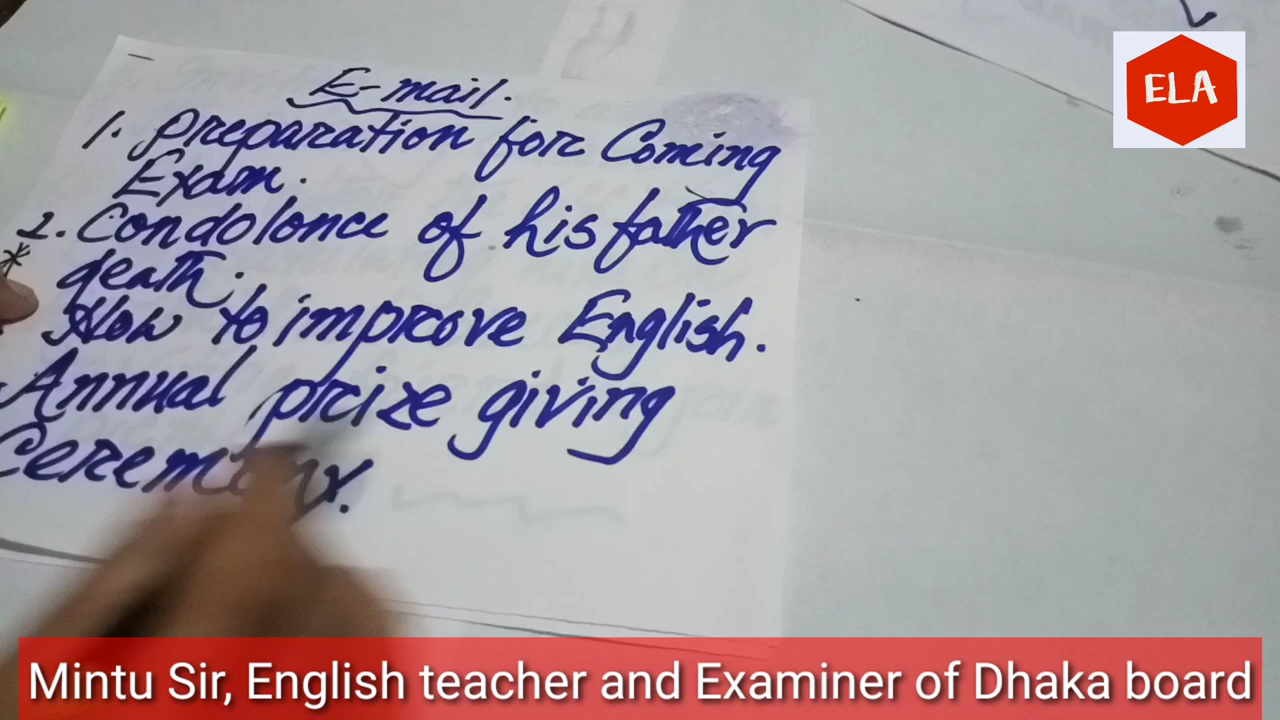 ELA
E-mail.
1. Preparation for Coming
Exam.
2. Condolonce of his father
* death.
How to improve English.
Annual prize giving
Ceremony.
Mintu Sir, English teacher and Examiner of Dhaka board